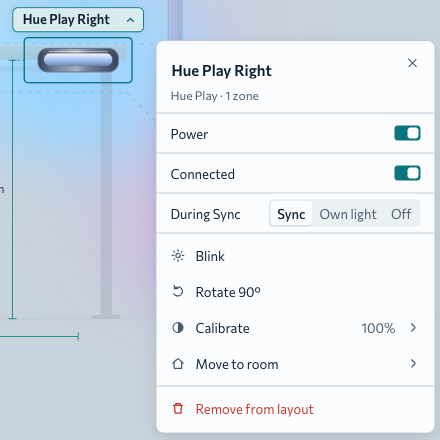 Hue Play Right
Hue Play Right
Hue Play · 1 zone
Power
Connected
During Sync Sync Own light Off
Blink
Rotate 90º
Calibrate 100%
Move to room
Remove from layout